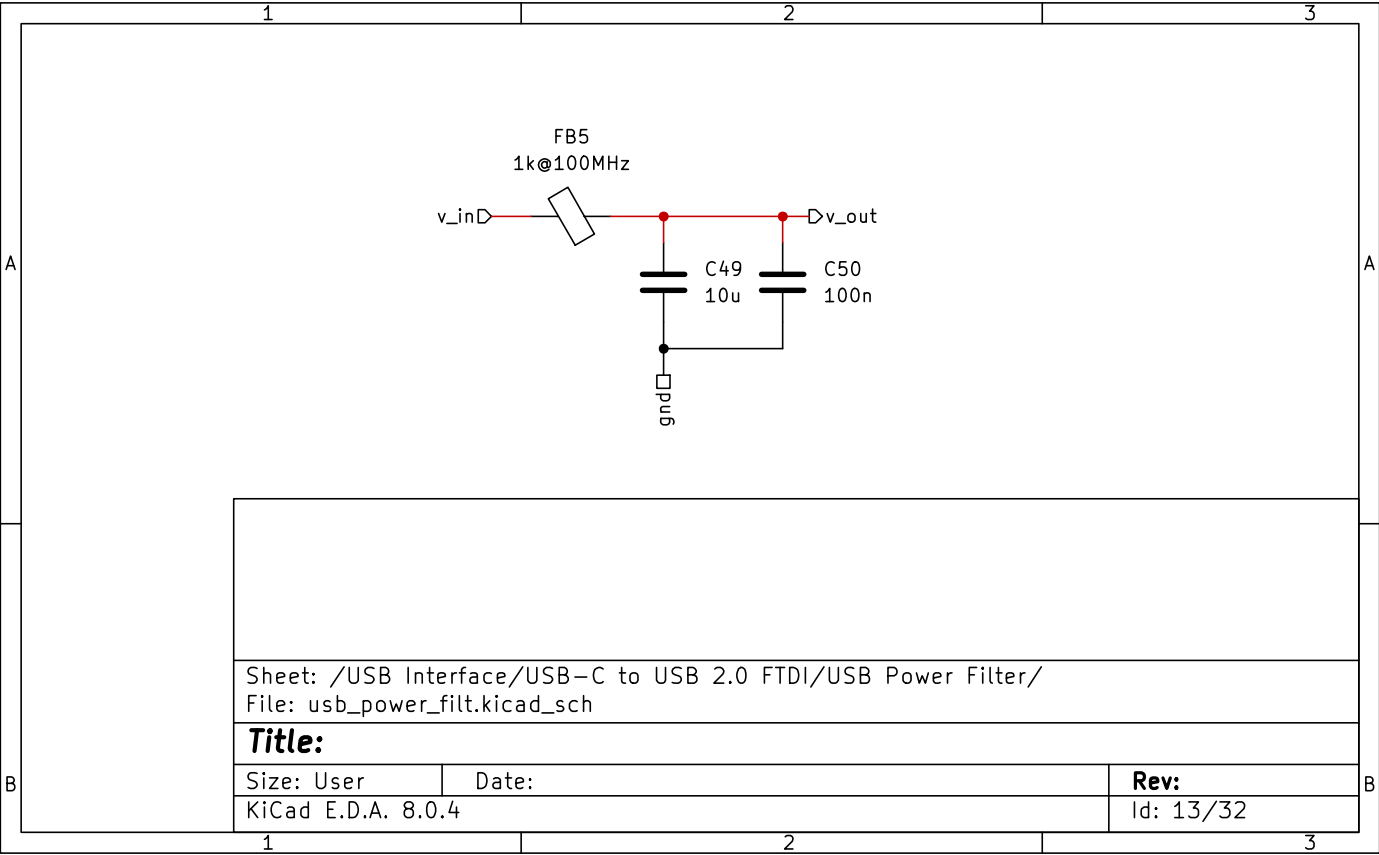 1 2 3
FB5
1k@100MHz
v_in v_out
A A
C49 C50
10u 100n
gnd
Sheet: /USB Interface/USB-C to USB 2.0 FTDI/USB Power Filter/
File: usb_power_filt.kicad_sch
Title:
Size: User Date: Rev:
B B
KiCad E.D.A. 8.0.4 Id: 13/32
1 2 3